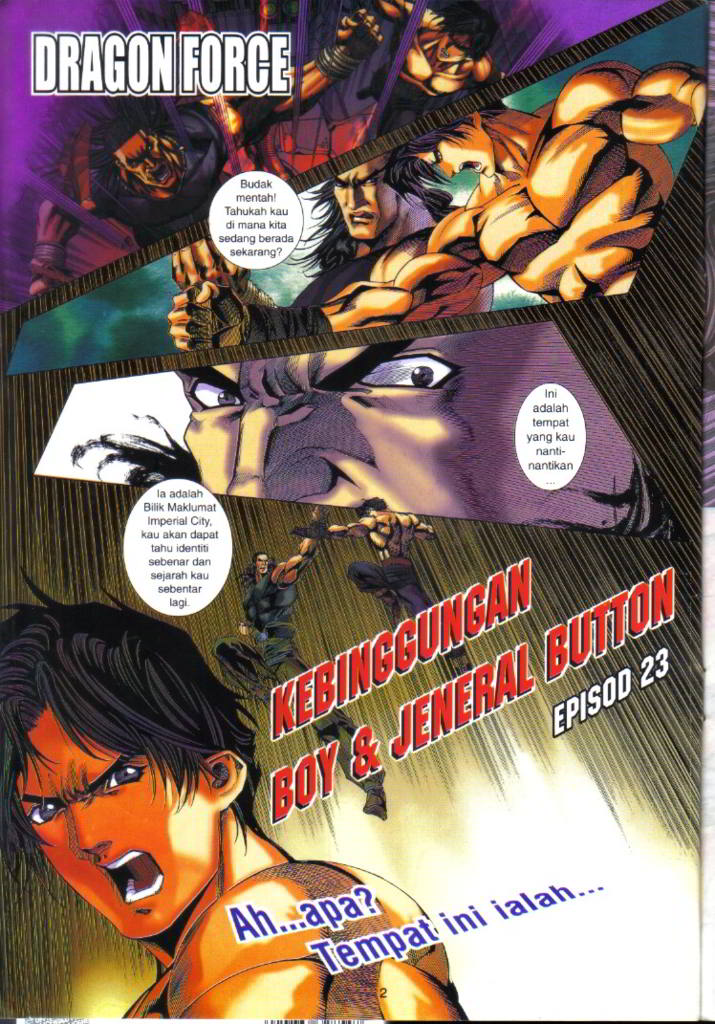 DRAGON FORCE
Budak
mentah!
Tahukah kau
di mana kita
sedang berada
sekarang?
Ini
adalah
tempat
yang kau
nanti-
nantikan
...
Ia adalah
Bilik Maklumat
Imperial City,
kau akan dapat
tahu identiti
sebenar dan
sejarah kau
sebentar
lagi.
KEBINGGUNGAN
BOY & JENERAL BUTTON
EPISOD 23
Ah...apa?
Tempat ini ialah...
2